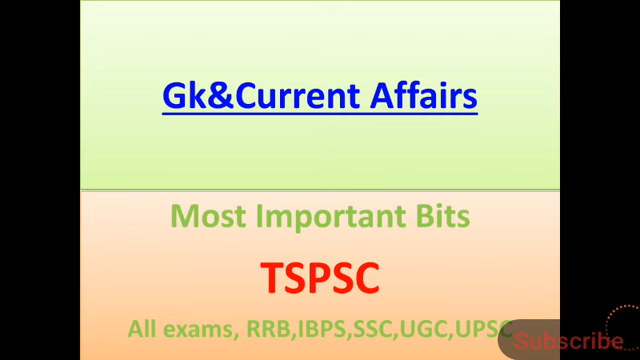 Gk&Current Affairs
Most Important Bits
TSPSC
All exams, RRB,IBPS,SSC,UGC,UPSC
Subscribe